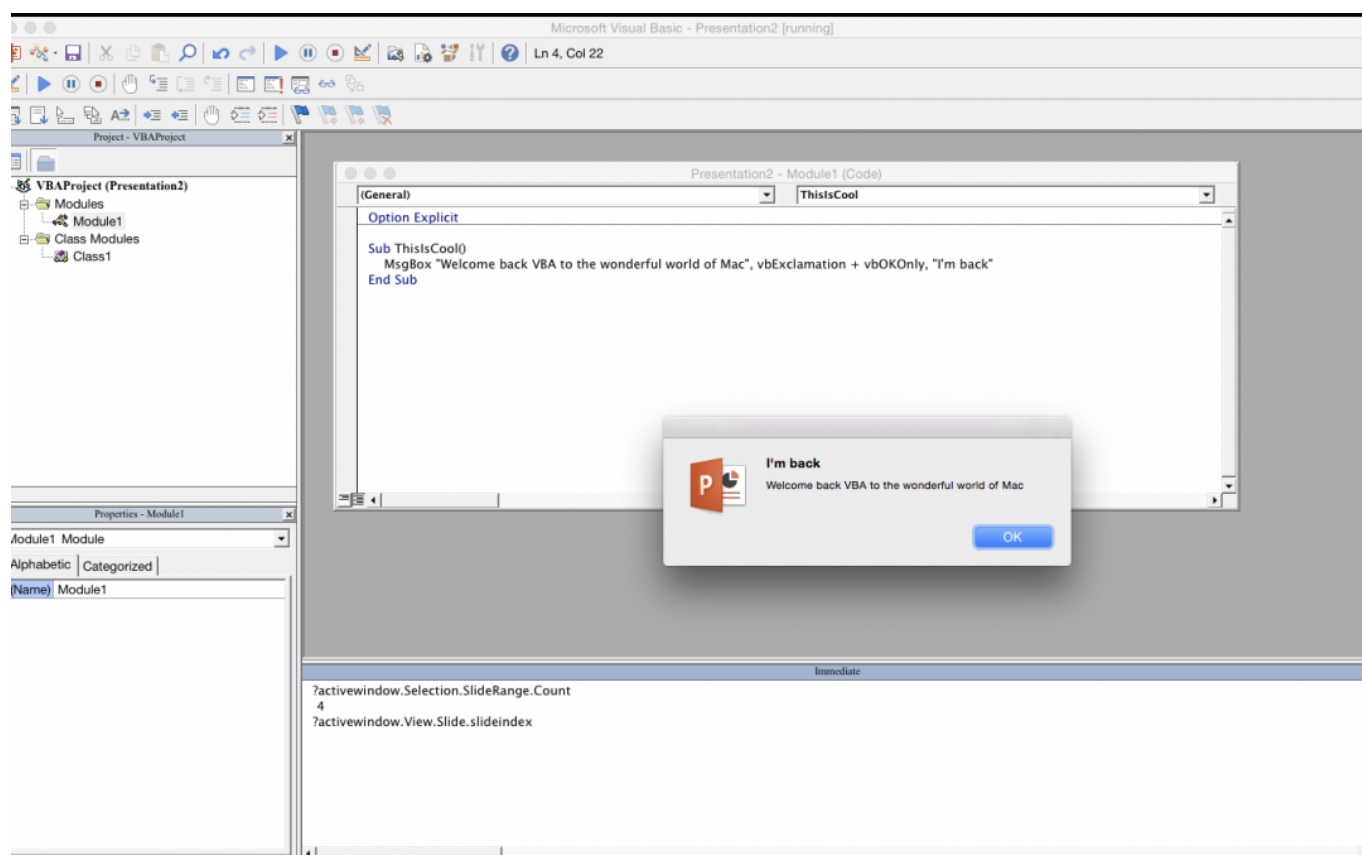 Microsoft Visual Basic - Presentation2 [running]
Ln 4, Col 22
Project - VBAProject
VBAProject (Presentation2)
Modules
Module1
Class Modules
Class1
Presentation2 - Module1 (Code)
(General) ThisIsCool
Option Explicit
Sub ThisIsCool()
MsgBox "Welcome back VBA to the wonderful world of Mac", vbExclamation + vbOKOnly, "I'm back"
End Sub
I'm back
Welcome back VBA to the wonderful world of Mac
P
OK
Properties - Module1
Module1 Module
Alphabetic Categorized
(Name) Module1
Immediate
?activewindow.Selection.SlideRange.Count
4
?activewindow.View.Slide.slideindex